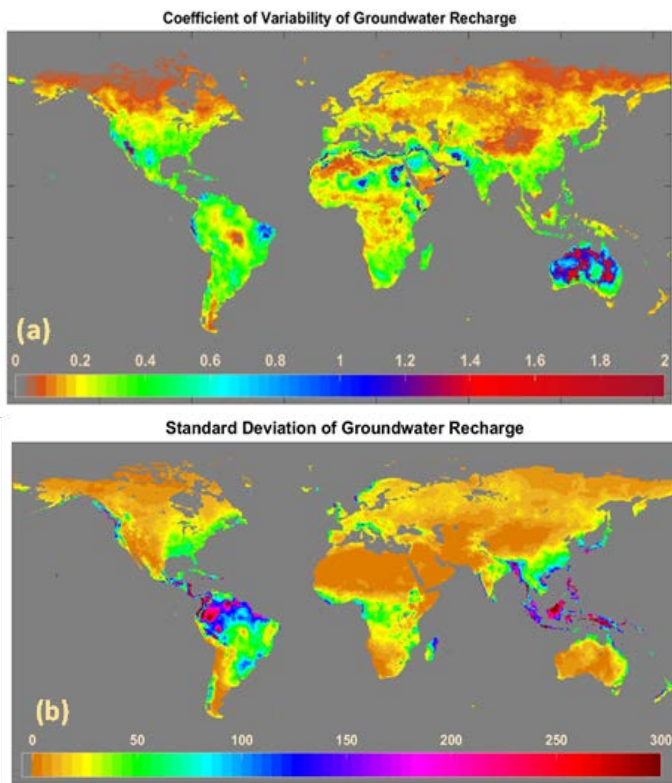 Coefficient of Variability of Groundwater Recharge
(a)
0 0.2 0.4 0.6 0.8 1 1.2 1.4 1.6 1.8 2
Standard Deviation of Groundwater Recharge
(b)
0 50 100 150 200 250 300